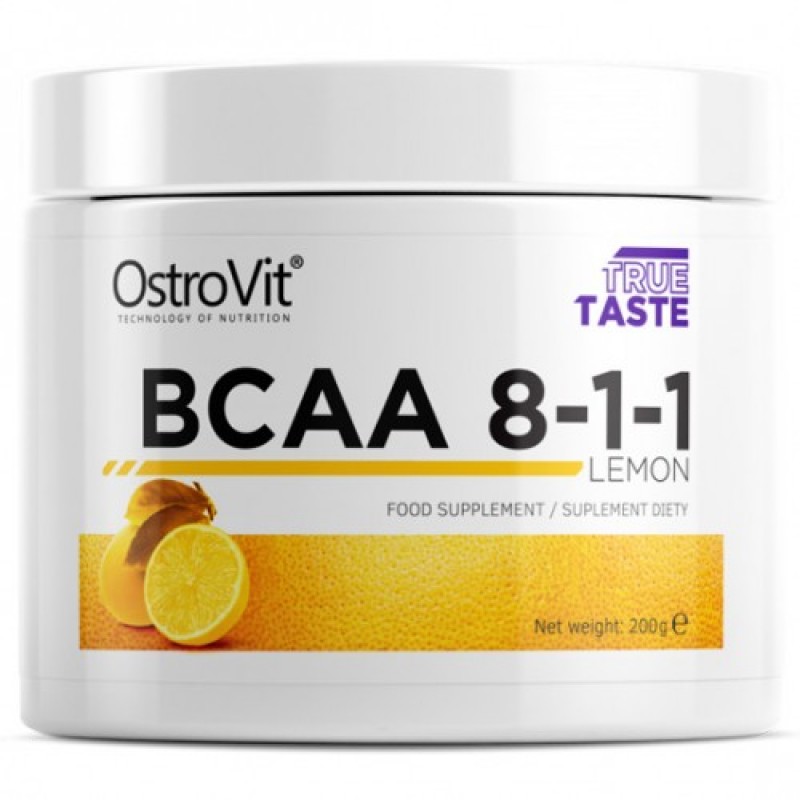 OstroVit®
TECHNOLOGY OF NUTRITION
TRUE
TASTE
BCAA 8-1-1
LEMON
FOOD SUPPLEMENT / SUPLEMENT DIETY
Net weight: 200g ℮